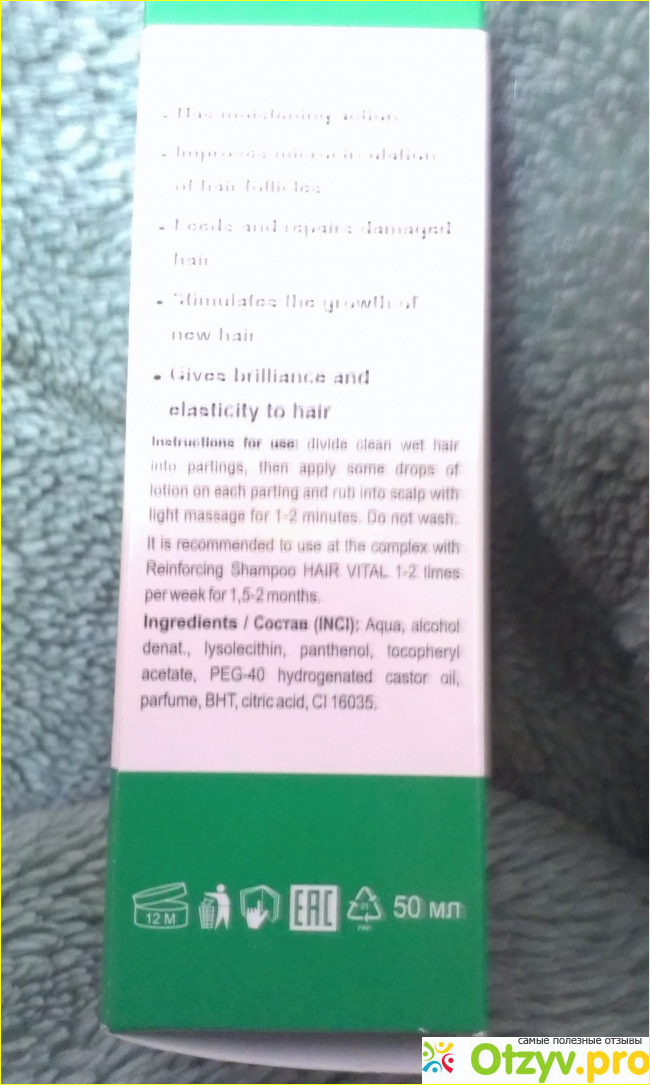 - Has moistioning action
- Improves microcirculation
of hair follicles
- Feeds and repairs damaged
hair
- Stimulates the growth of
new hair
- Gives brilliance and
elasticity to hair
Instructions for use: divide clean wet hair
into partings, then apply some drops of
lotion on each parting and rub into scalp with
light massage for 1-2 minutes. Do not wash.
It is recommended to use at the complex with
Reinforcing Shampoo HAIR VITAL 1-2 times
per week for 1,5-2 months.
Ingredients / Состав (INCI): Aqua, alcohol
denat., lysolecithin, panthenol, tocopheryl
acetate, PEG-40 hydrogenated castor oil,
parfume, BHT, citric acid, CI 16035.
12 M EAC 21 PAP 50 мл
самые полезные отзывы
Otzyv.pro